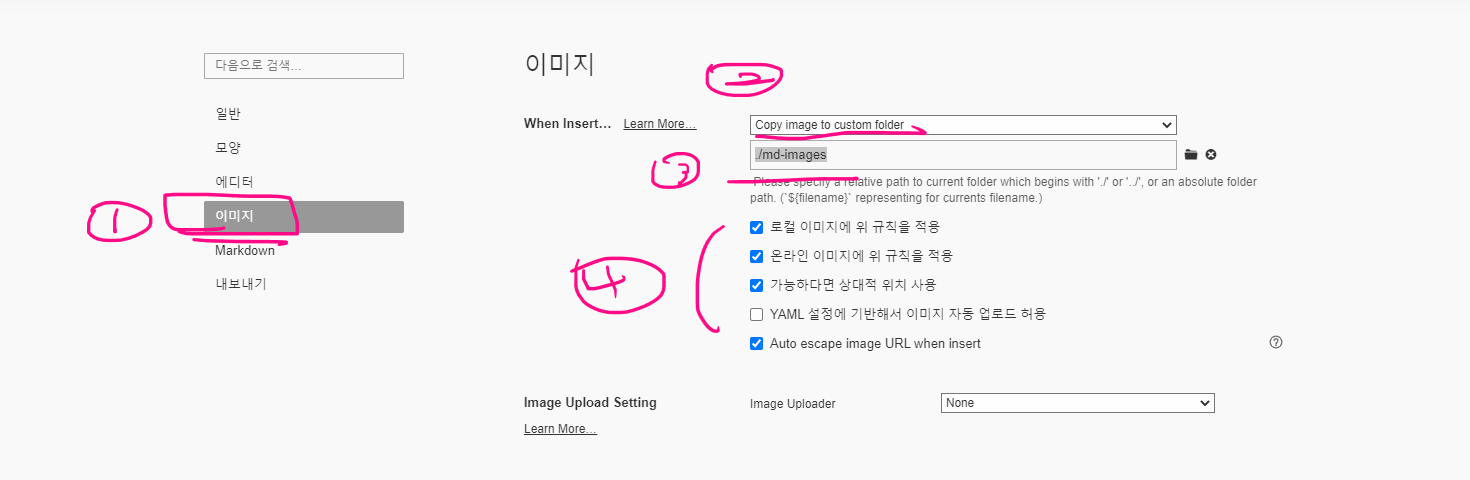 다음으로 검색...
일반
모양
에디터
이미지
Markdown
내보내기
1
이미지
2
When Insert... Learn More... Copy image to custom folder
3
./md-images
Please specify a relative path to current folder which begins with './' or '../', or an absolute folder
path. (`${filename}` representing for currents filename.)
4
로컬 이미지에 위 규칙을 적용
온라인 이미지에 위 규칙을 적용
가능하다면 상대적 위치 사용
YAML 설정에 기반해서 이미지 자동 업로드 허용
Auto escape image URL when insert
Image Upload Setting Image Uploader None
Learn More...